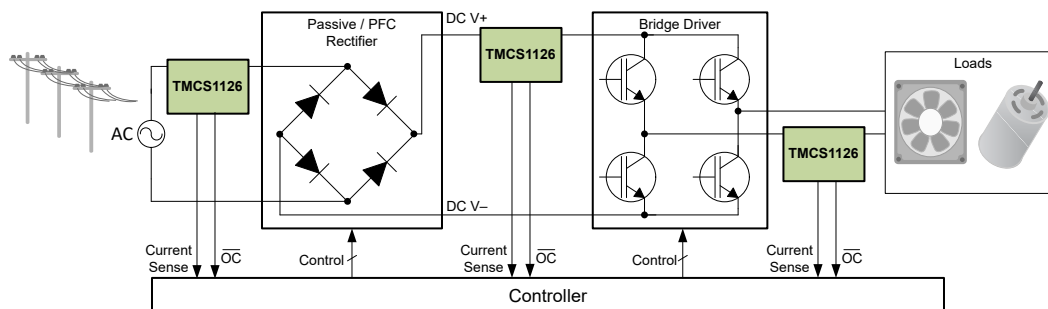 Passive / PFC
Rectifier
DC V+
Bridge Driver
TMCS1126
TMCS1126
Loads
AC
TMCS1126
DC V–
Current
Sense
OC
Control
Current
Sense
OC
Control
Current
Sense
OC
Controller